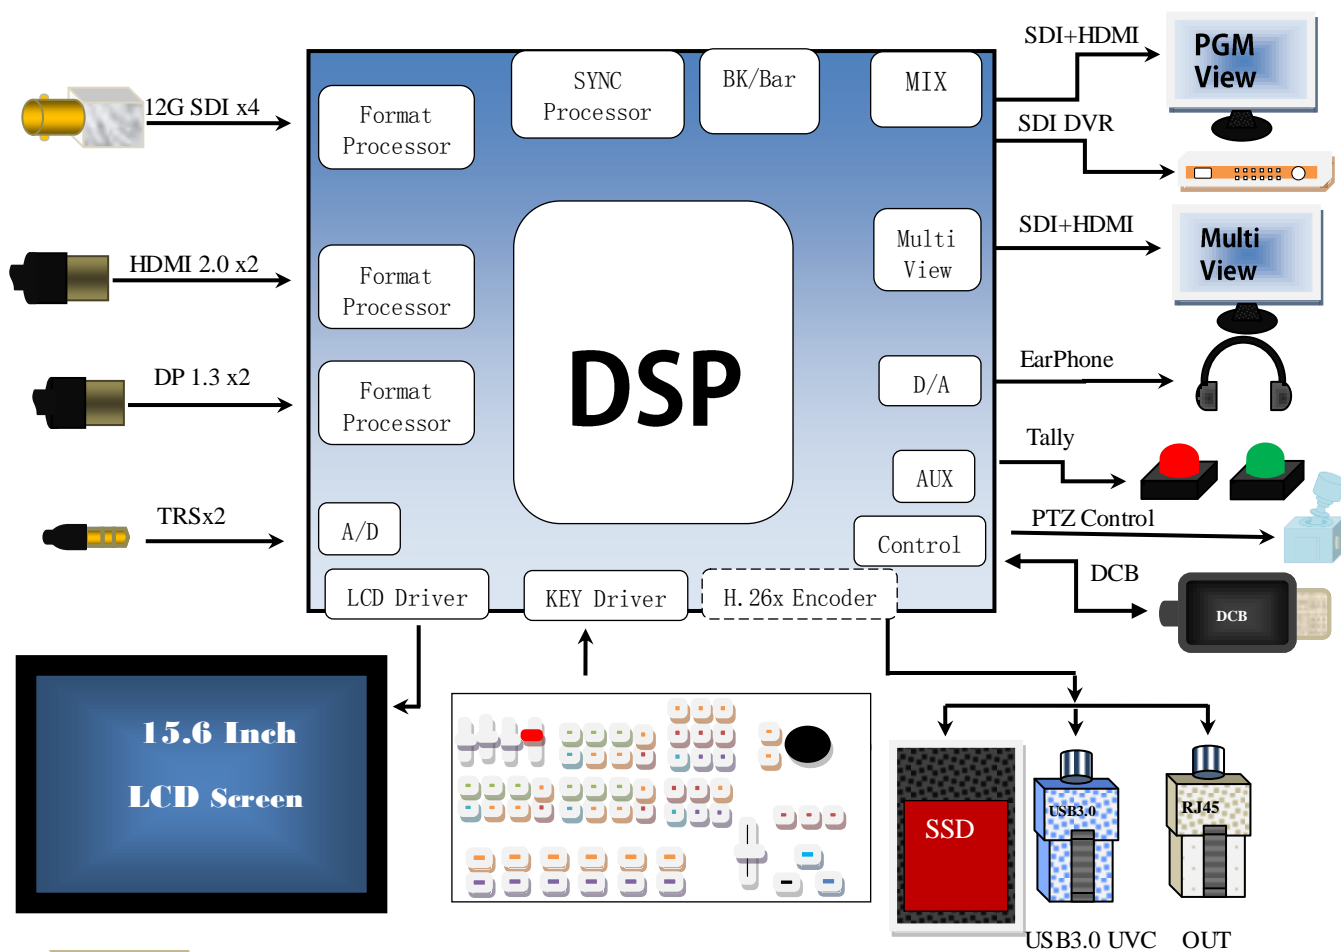 SDI+HDMI
PGM
View
SYNC
Processor
BK/Bar
MIX
12G SDI x4
Format
Processor
SDI DVR
SDI+HDMI
Multi
View
Multi
View
HDMI 2.0 x2
Format
Processor
DSP
EarPhone
D/A
DP 1.3 x2
Format
Processor
Tally
AUX
TRSx2
A/D
PTZ Control
Control
DCB
DCB
LCD Driver
KEY Driver
H.26x Encoder
15.6 Inch
LCD Screen
SSD
USB3.0
RJ45
USB3.0 UVC
OUT